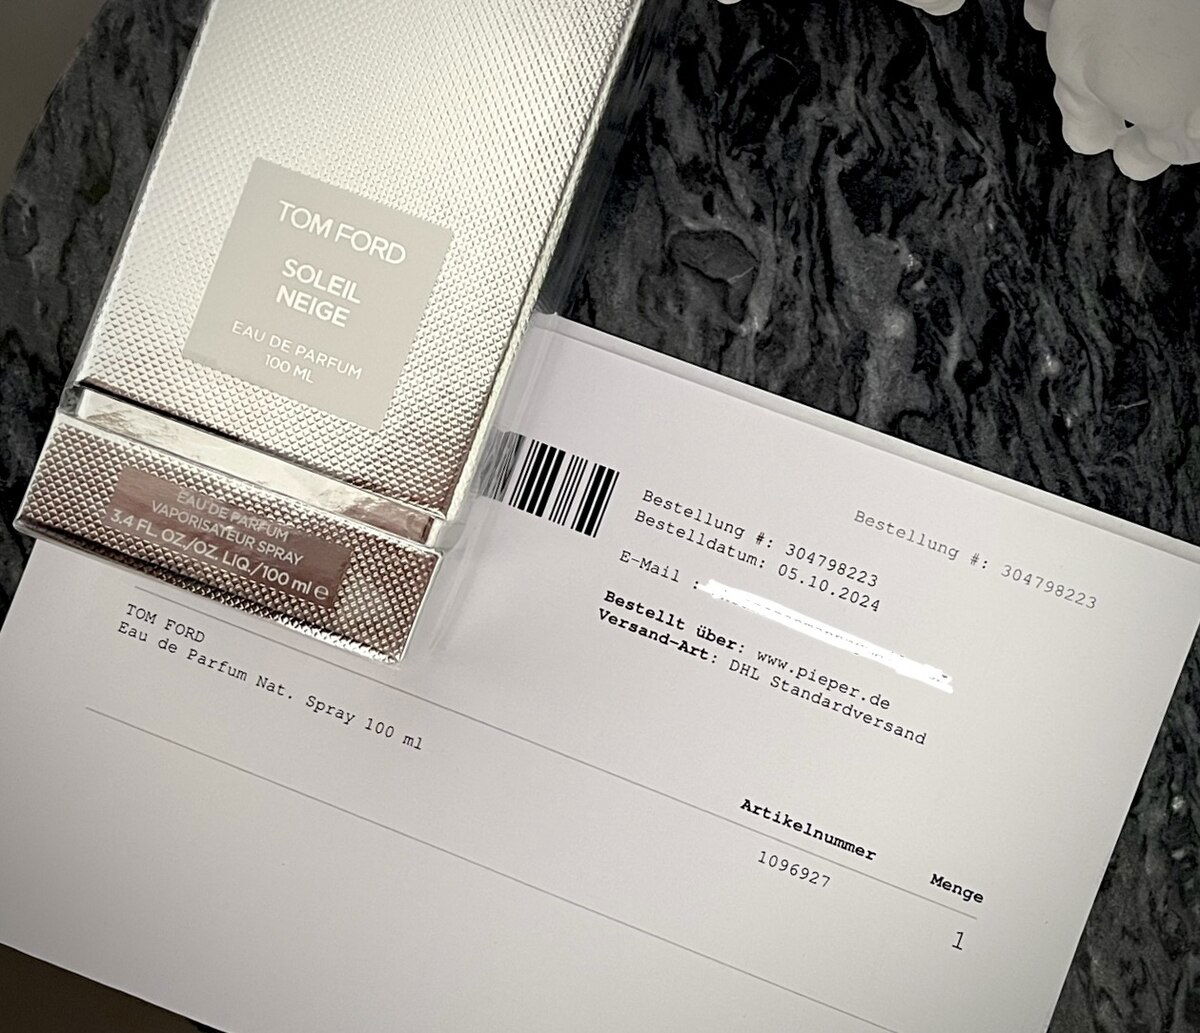 TOM FORD
SOLEIL
NEIGE
EAU DE PARFUM
100 ML
EAU DE PARFUM
VAPORISATEUR SPRAY
3.4 FL. OZ./OZ. LIQ./100 ml ℮
Bestellung #: 304798223
Bestellung #: 304798223
Bestelldatum: 05.10.2024
E-Mail :
Bestellt über: www.pieper.de
Versand-Art: DHL Standardversand
Artikelnummer
Menge
TOM FORD
Eau de Parfum Nat. Spray 100 ml
1096927
1